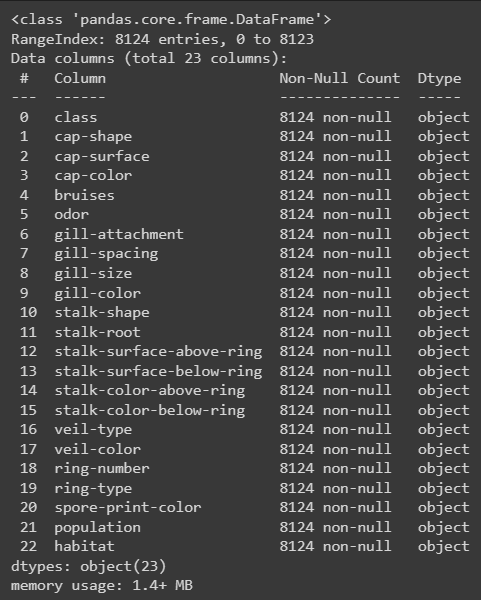 <class 'pandas.core.frame.DataFrame'>
RangeIndex: 8124 entries, 0 to 8123
Data columns (total 23 columns):
 #   Column                    Non-Null Count  Dtype
---  ------                    --------------  -----
 0   class                     8124 non-null   object
 1   cap-shape                 8124 non-null   object
 2   cap-surface               8124 non-null   object
 3   cap-color                 8124 non-null   object
 4   bruises                   8124 non-null   object
 5   odor                      8124 non-null   object
 6   gill-attachment           8124 non-null   object
 7   gill-spacing              8124 non-null   object
 8   gill-size                 8124 non-null   object
 9   gill-color                8124 non-null   object
 10  stalk-shape               8124 non-null   object
 11  stalk-root                8124 non-null   object
 12  stalk-surface-above-ring  8124 non-null   object
 13  stalk-surface-below-ring  8124 non-null   object
 14  stalk-color-above-ring    8124 non-null   object
 15  stalk-color-below-ring    8124 non-null   object
 16  veil-type                 8124 non-null   object
 17  veil-color                8124 non-null   object
 18  ring-number               8124 non-null   object
 19  ring-type                 8124 non-null   object
 20  spore-print-color         8124 non-null   object
 21  population                8124 non-null   object
 22  habitat                   8124 non-null   object
dtypes: object(23)
memory usage: 1.4+ MB